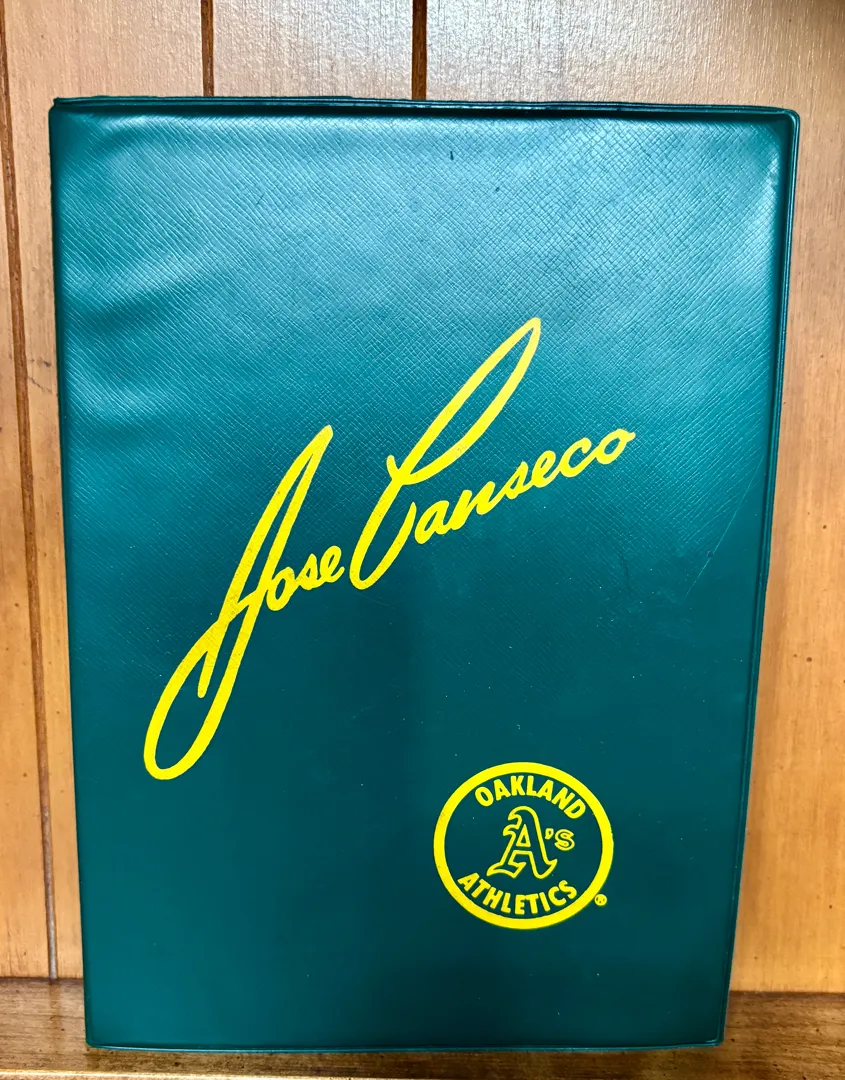 Jose Canseco
OAKLAND
A's
ATHLETICS
®